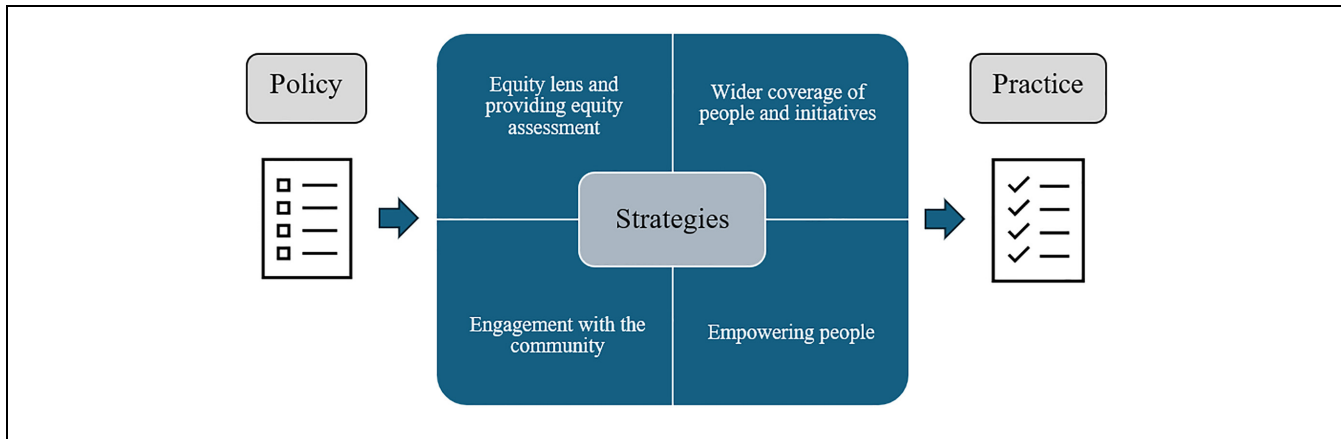 Policy
Equity lens and
providing equity
assessment
Wider coverage of
people and initiatives
Practice
Strategies
Engagement with the
community
Empowering people